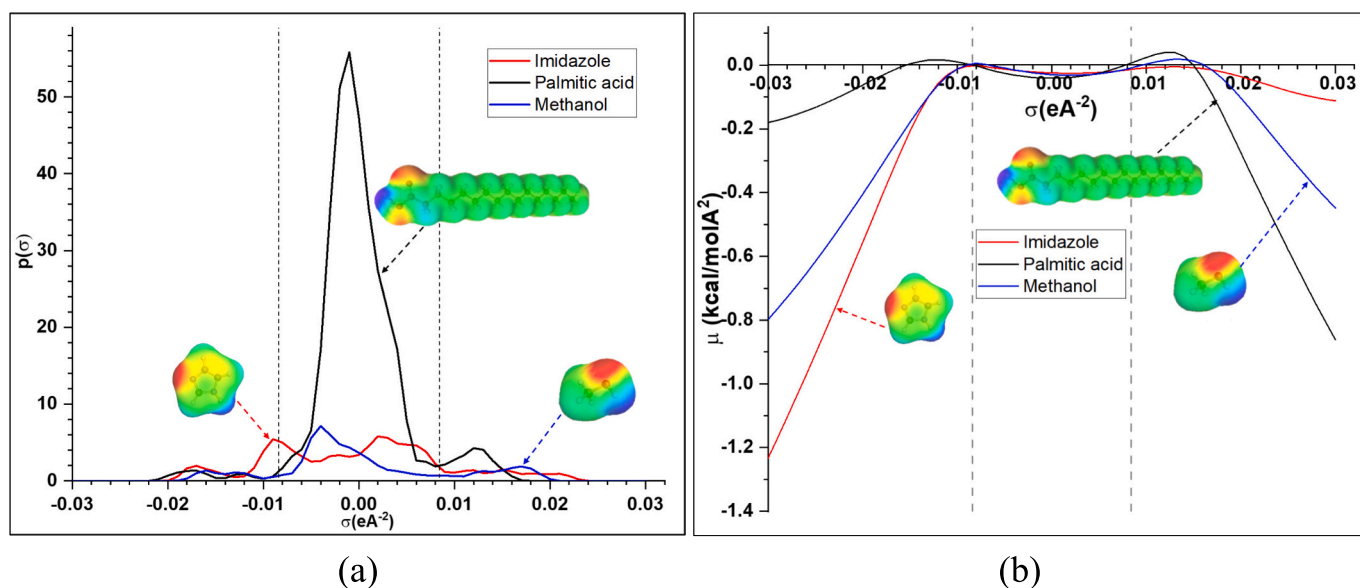 Imidazole
Palmitic acid
Methanol
p(σ)
50
40
30
20
10
0
-0.03 -0.02 -0.01 0.00 0.01 0.02 0.03
σ(eA⁻²)
(a)
0.0
-0.2
-0.4
-0.6
-0.8
-1.0
-1.2
-1.4
-0.03 -0.02 -0.01 0.00 0.01 0.02 0.03
σ(eA⁻²)
μ (kcal/molA²)
Imidazole
Palmitic acid
Methanol
(b)